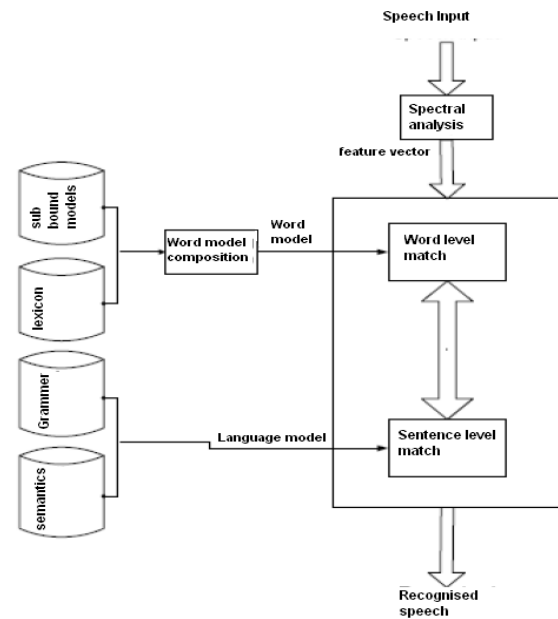 Speech Input
Spectral
analysis
feature vector
sub
bound
models
lexicon
Word model
composition
Word
model
Word level
match
Grammer
semantics
Language model
Sentence level
match
Recognised
speech